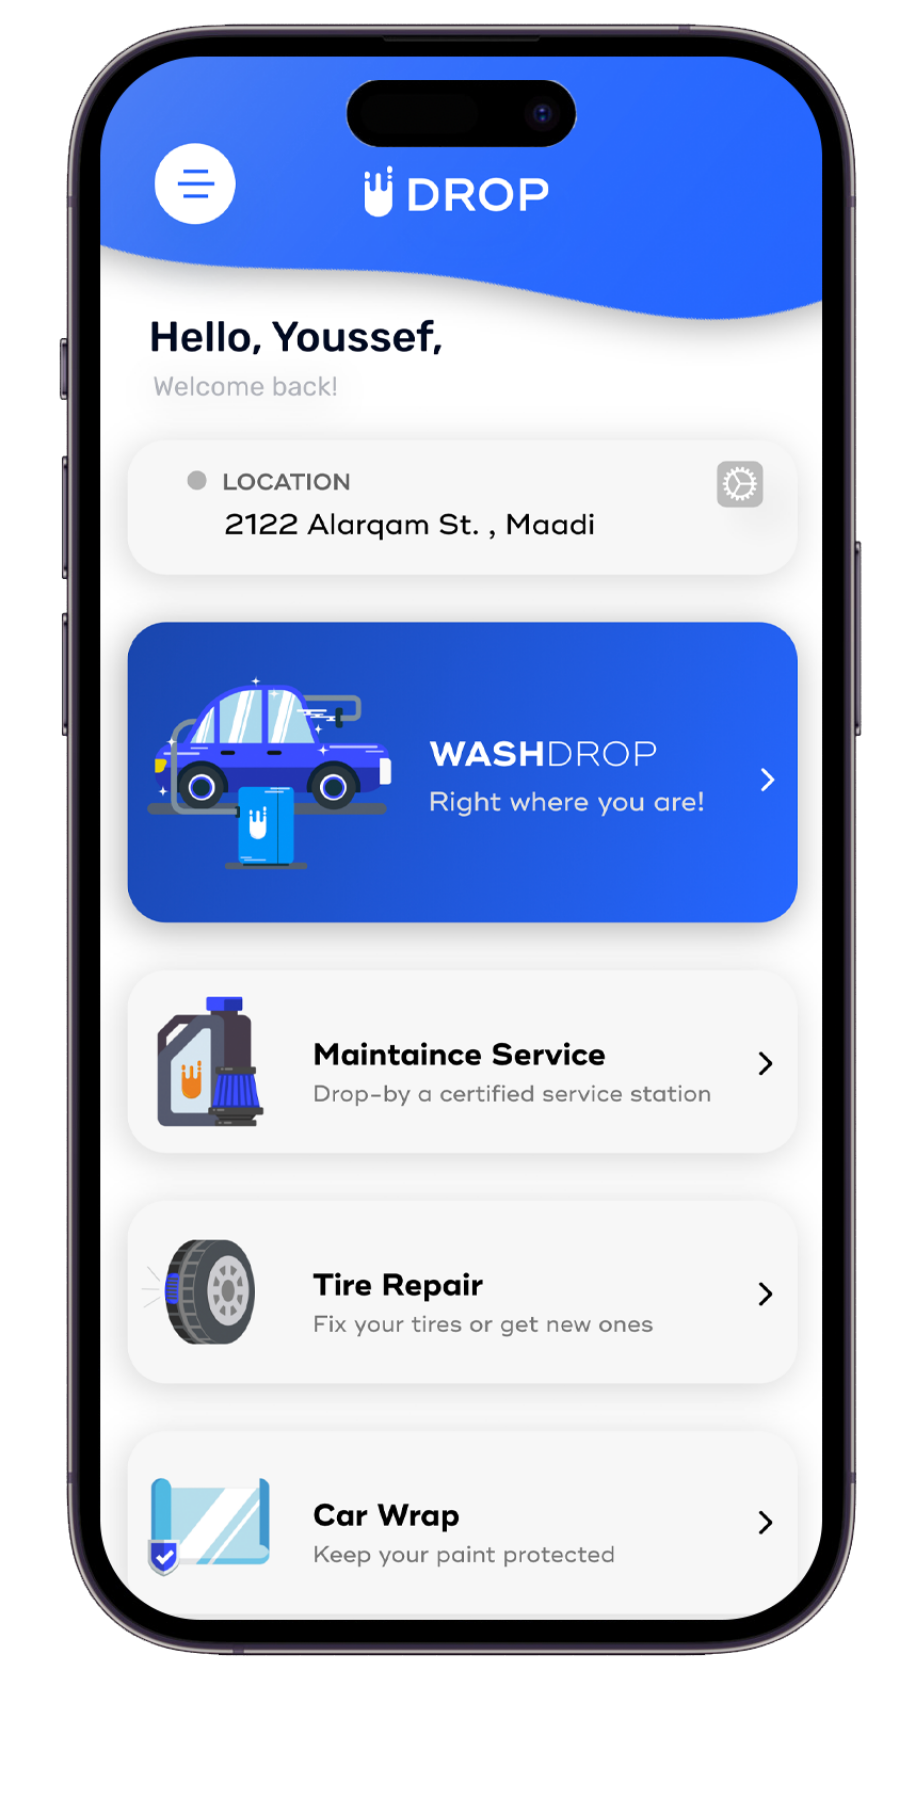 DROP
Hello, Youssef,
Welcome back!
LOCATION
2122 Alarqam St. , Maadi
WASHDROP
Right where you are!
Maintaince Service
Drop-by a certified service station
Tire Repair
Fix your tires or get new ones
Car Wrap
Keep your paint protected